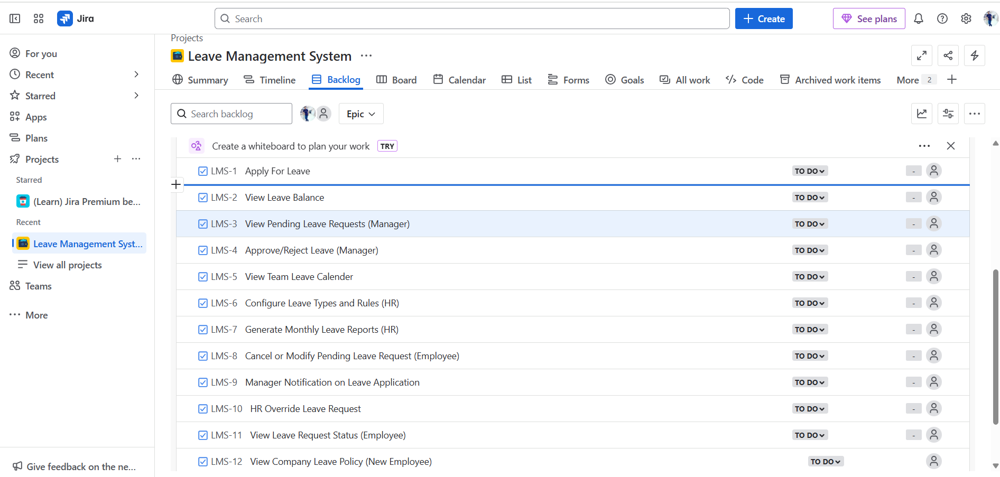 Jira
Search
Create
See plans
For you
Recent
Starred
Apps
Plans
Projects
Starred
(Learn) Jira Premium be...
Recent
Leave Management Syst...
View all projects
Teams
More
Give feedback on the ne...
Projects
Leave Management System
Summary Timeline Backlog Board Calendar List Forms Goals All work Code Archived work items More 2
Search backlog
Epic
Create a whiteboard to plan your work TRY
LMS-1 Apply For Leave TO DO -
LMS-2 View Leave Balance TO DO -
LMS-3 View Pending Leave Requests (Manager) TO DO -
LMS-4 Approve/Reject Leave (Manager) TO DO -
LMS-5 View Team Leave Calender TO DO -
LMS-6 Configure Leave Types and Rules (HR) TO DO -
LMS-7 Generate Monthly Leave Reports (HR) TO DO -
LMS-8 Cancel or Modify Pending Leave Request (Employee) TO DO -
LMS-9 Manager Notification on Leave Application TO DO -
LMS-10 HR Override Leave Request TO DO -
LMS-11 View Leave Request Status (Employee) TO DO -
LMS-12 View Company Leave Policy (New Employee) TO DO